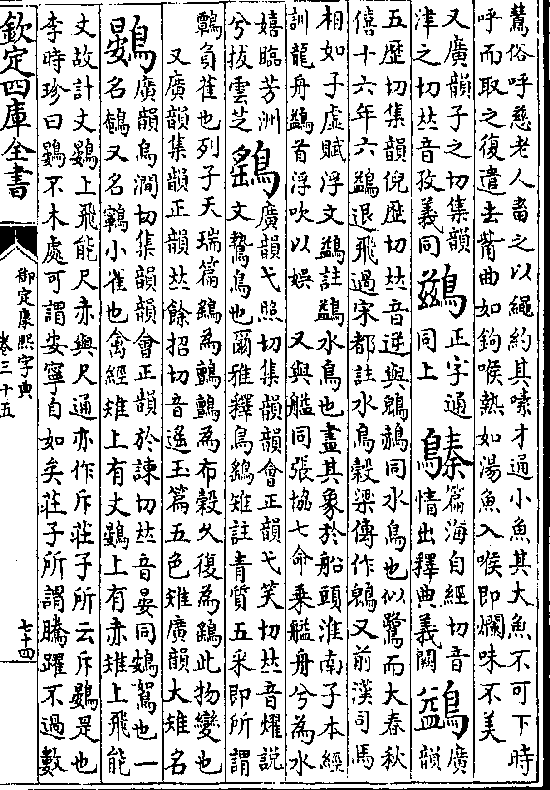 鷥俗呼慈老人畜之以繩約其嗉才通小魚其大魚不可下時
呼而取之復遣去觜曲如鉤喉熱如湯魚入喉即爛味不美
又廣韻子之切集韻
津之切𠀤音孜義同
鷀
正字通
同上
䳿
篇海自經切音
情出釋典義闕
鷁
廣
韻
五歷切集韻倪歷切𠀤音逆與鶂鶃同水鳥也似鷺而大春秋
僖十六年六鷁退飛過宋都註水鳥穀梁傳作鶂又前漢司馬
相如子虛賦浮文鷁註鷁水鳥也畫其象於船頭淮南子本經
訓龍舟鷁首浮吹以娛 又與艗同張協七命乗艗舟兮為水
嬉臨芳洲
兮拔雲芝
鷂
廣韻弋照切集韻韻會正韻弋笑切𠀤音燿說
文鷙鳥也爾雅釋鳥鷂雉註青質五采即所謂
鸇負雀也列子天瑞篇鷂為鸇鸇為布穀久復為鷂此物變也
又廣韻集韻正韻𠀤餘招切音遙玉篇五色雉廣韻大雉名
鷃
廣韻烏澗切集韻韻會正韻於諫切𠀤音晏同鴳鴽也一
名鳸又名鶉小雀也禽經雉上有丈鷃上有赤雉上飛能
丈故計丈鷃上飛能尺赤與尺通亦作斥莊子所云斥鷃是也
李時珍曰鷃不木處可謂安寧自如矣莊子所謂騰躍不過數
欽定四庫全書
御定康熙字典
卷三十五
七十四